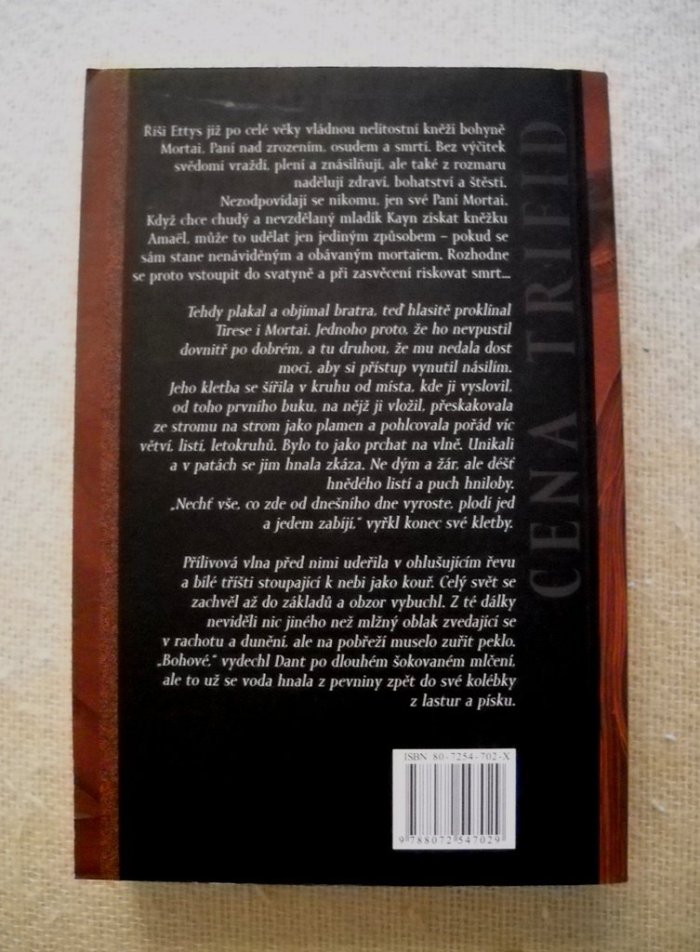 Říši Ettys již po celé věky vládnou nelítostní kněží bohyně
Mortai, Paní nad zrozením, osudem a smrtí. Bez výčitek
svědomí vraždí, plení a znásilňují, ale také z rozmaru
nadělují zdraví, bohatství a štěstí.
Nezodpovídají se nikomu, jen své Paní Mortai.
Když chce chudý a nevzdělaný mladík Kayn získat kněžku
Amaël, může to udělat jen jediným způsobem – pokud se
sám stane nenáviděným a obávaným mortaiem. Rozhodne
se proto vstoupit do svatyně a při zasvěcení riskovat smrt...
Tehdy plakal a objímal bratra, teď hlasitě proklínal
Tirese i Mortai. Jednoho proto, že ho nevpustil
dovnitř po dobrém, a tu druhou, že mu nedala dost
moci, aby si přístup vynutil násilím.
Jeho kletba se šířila v kruhu od místa, kde ji vyslovil,
od toho prvního buku, na nějž ji vložil, přeskakovala
ze stromu na strom jako plamen a pohlcovala pořád víc
větví, listí, letokruhů. Bylo to jako prchat na vlně. Unikali
a v patách se jim hnala zkáza. Ne dým a žár, ale déšť
hnědého listí a puch hniloby.
„Nechť vše, co zde od dnešního dne vyroste, plodí jed
a jedem zabíjí,“ vyřkl konec své kletby.
Přílivová vlna před nimi udeřila v ohlušujícím řevu
a bílé tříšti stoupající k nebi jako kouř. Celý svět se
zachvěl až do základů a obzor vybuchl. Z té dálky
neviděli nic jiného než mlžný oblak zvedající se
v rachotu a dunění, ale na pobřeží muselo zuřit peklo.
„Bohové,“ vydechl Dant po dlouhém šokovaném mlčení,
ale to už se voda hnala z pevniny zpět do své kolébky
z lastur a písku.
CENA TRIFID
ISBN 80-7254-702-X
9 788072 547029